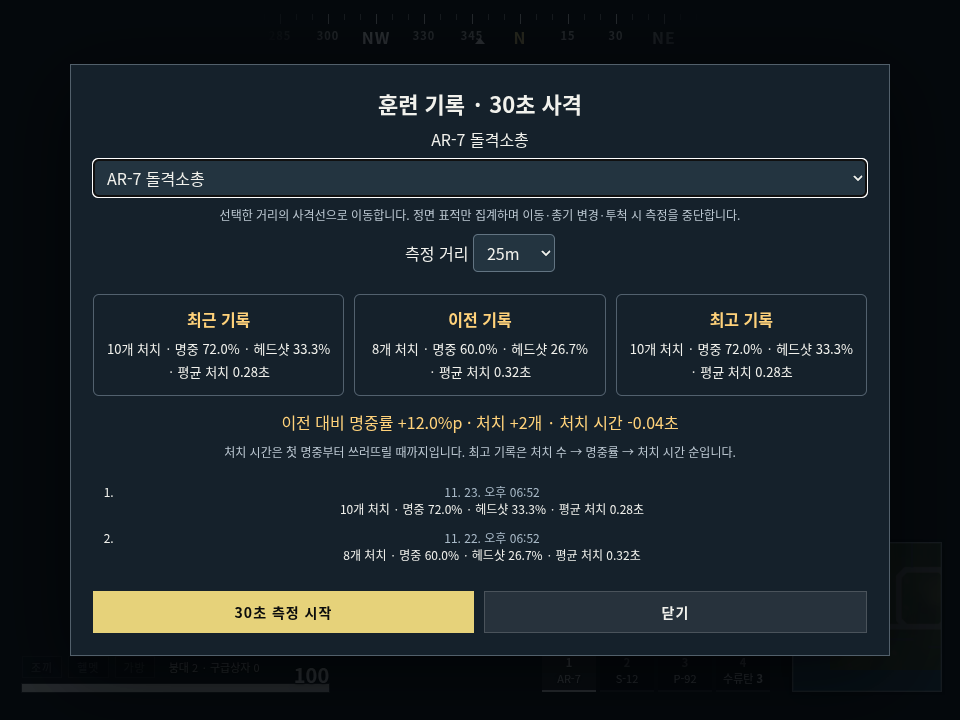 300 NW 330 345 N 15 30 NE
훈련 기록 · 30초 사격
AR-7 돌격소총
AR-7 돌격소총
선택한 거리의 사격선으로 이동합니다. 정면 표적만 집계하며 이동·총기 변경·투척 시 측정을 중단합니다.
측정 거리 25m
최근 기록
10개 처치 · 명중 72.0% · 헤드샷 33.3%
· 평균 처치 0.28초
이전 기록
8개 처치 · 명중 60.0% · 헤드샷 26.7%
· 평균 처치 0.32초
최고 기록
10개 처치 · 명중 72.0% · 헤드샷 33.3%
· 평균 처치 0.28초
이전 대비 명중률 +12.0%p · 처치 +2개 · 처치 시간 -0.04초
처치 시간은 첫 명중부터 쓰러뜨릴 때까지입니다. 최고 기록은 처치 수 → 명중률 → 처치 시간 순입니다.
1. 11. 23. 오후 06:52
10개 처치 · 명중 72.0% · 헤드샷 33.3% · 평균 처치 0.28초
2. 11. 22. 오후 06:52
8개 처치 · 명중 60.0% · 헤드샷 26.7% · 평균 처치 0.32초
30초 측정 시작
닫기
붕대 2 · 구급상자 0
100
1 2 3 4
AR-7 S-12 P-92 수류탄 3